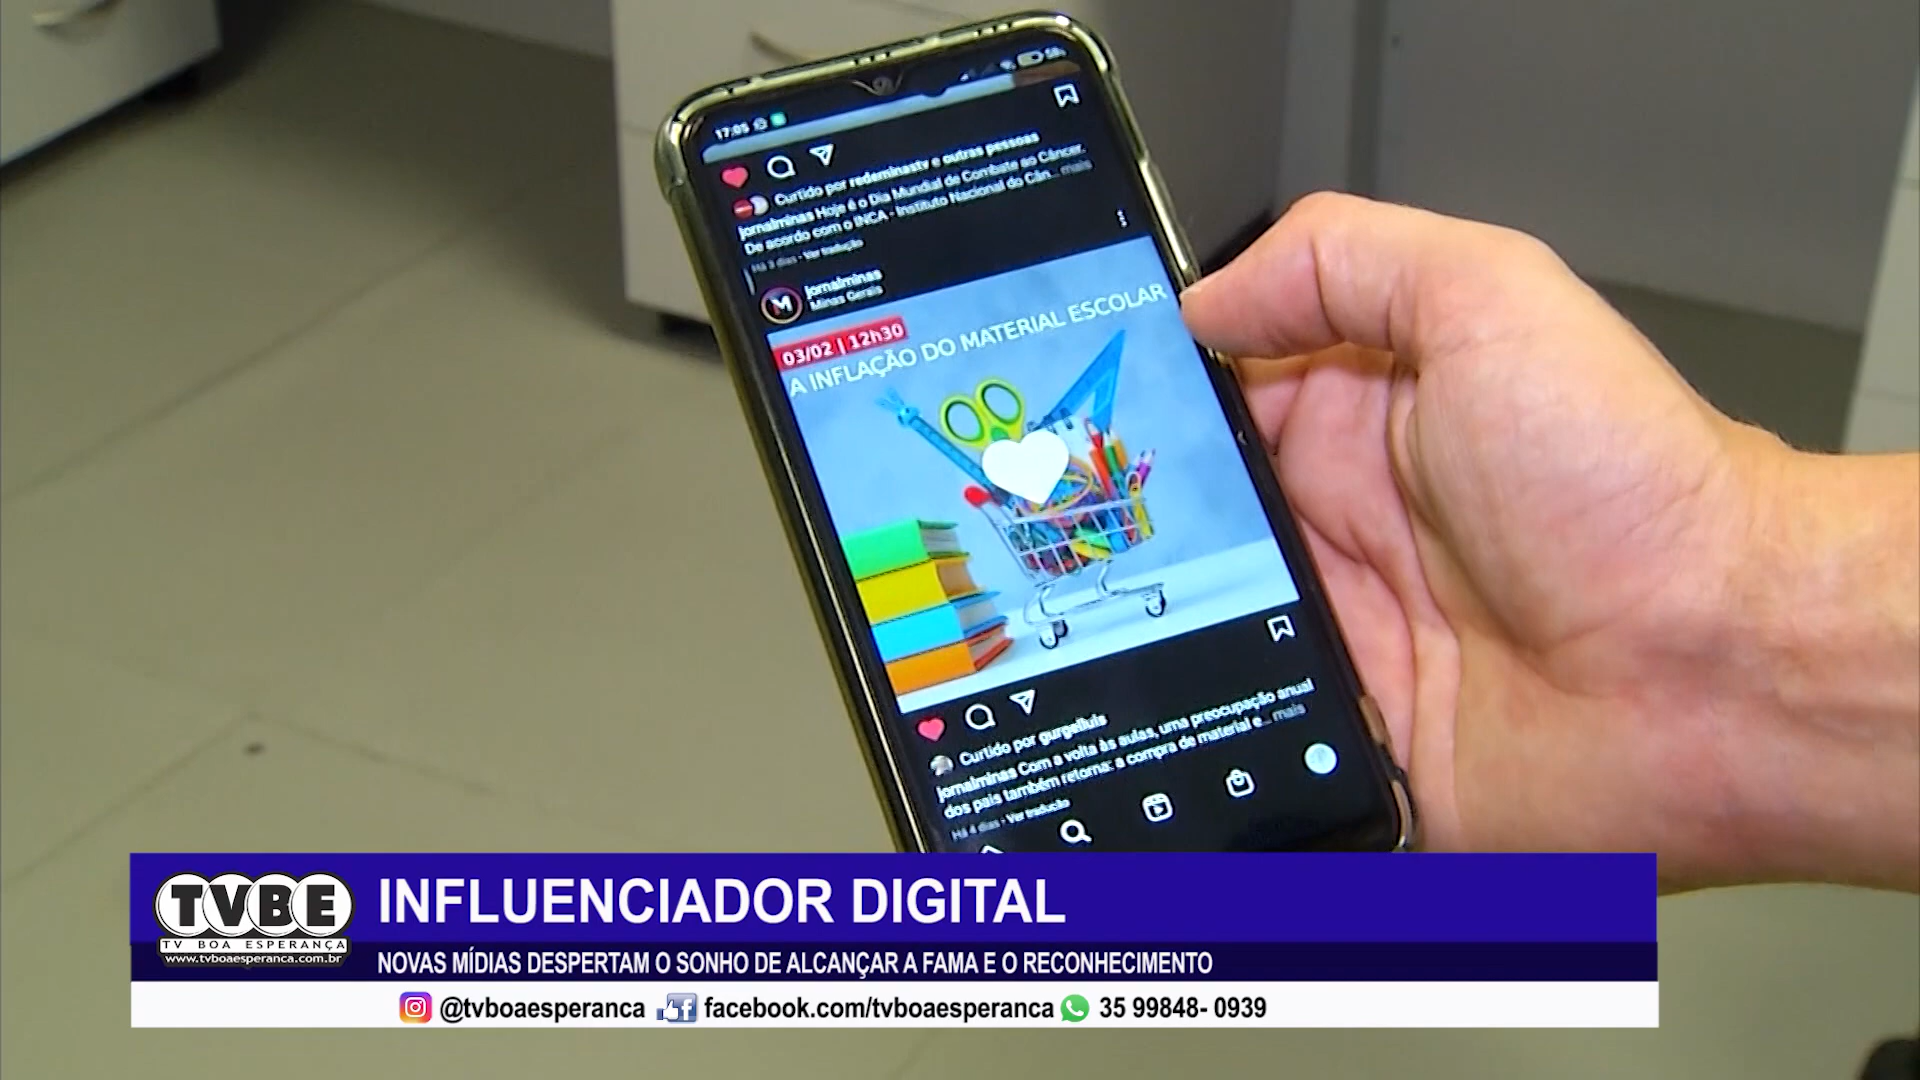 17:05
58
Curtido por redeminastv e outras pessoas
jornalminas Hoje é o Dia Mundial de Combate ao Câncer.
De acordo com o INCA - Instituto Nacional do Cân... mais
Há 3 dias · Ver tradução
jornalminas
Minas Gerais
M
03/02 | 12h30
A INFLAÇÃO DO MATERIAL ESCOLAR
Curtido por gurgelluis
jornalminas Com a volta às aulas, uma preocupação anual
dos pais também retorna: a compra de material e... mais
Há 4 dias · Ver tradução
TVBE
TV BOA ESPERANÇA
www.tvboaesperanca.com.br
INFLUENCIADOR DIGITAL
NOVAS MÍDIAS DESPERTAM O SONHO DE ALCANÇAR A FAMA E O RECONHECIMENTO
@tvboaesperanca facebook.com/tvboaesperanca 35 99848- 0939